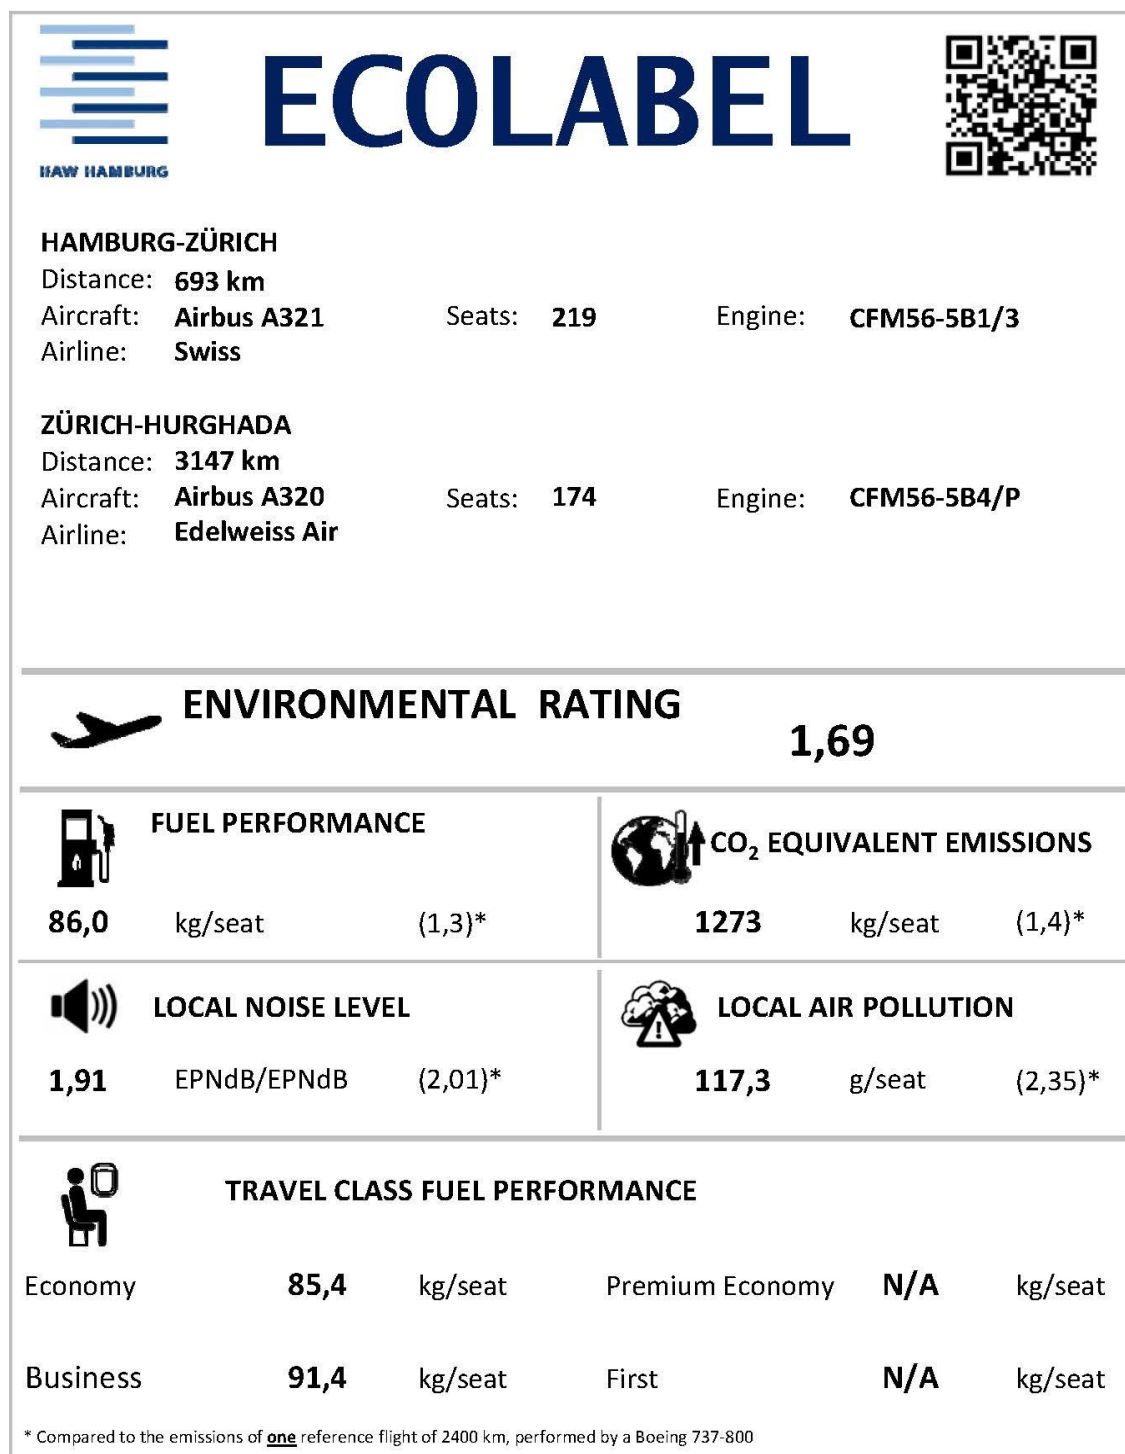 ECOLABEL
HAW HAMBURG
HAMBURG-ZÜRICH
Distance: 693 km
Aircraft: Airbus A321 Seats: 219 Engine: CFM56-5B1/3
Airline: Swiss
ZÜRICH-HURGHADA
Distance: 3147 km
Aircraft: Airbus A320 Seats: 174 Engine: CFM56-5B4/P
Airline: Edelweiss Air
ENVIRONMENTAL RATING
1,69
FUEL PERFORMANCE
86,0 kg/seat (1,3)*
CO₂ EQUIVALENT EMISSIONS
1273 kg/seat (1,4)*
LOCAL NOISE LEVEL
1,91 EPNdB/EPNdB (2,01)*
LOCAL AIR POLLUTION
117,3 g/seat (2,35)*
TRAVEL CLASS FUEL PERFORMANCE
Economy 85,4 kg/seat Premium Economy N/A kg/seat
Business 91,4 kg/seat First N/A kg/seat
* Compared to the emissions of one reference flight of 2400 km, performed by a Boeing 737-800